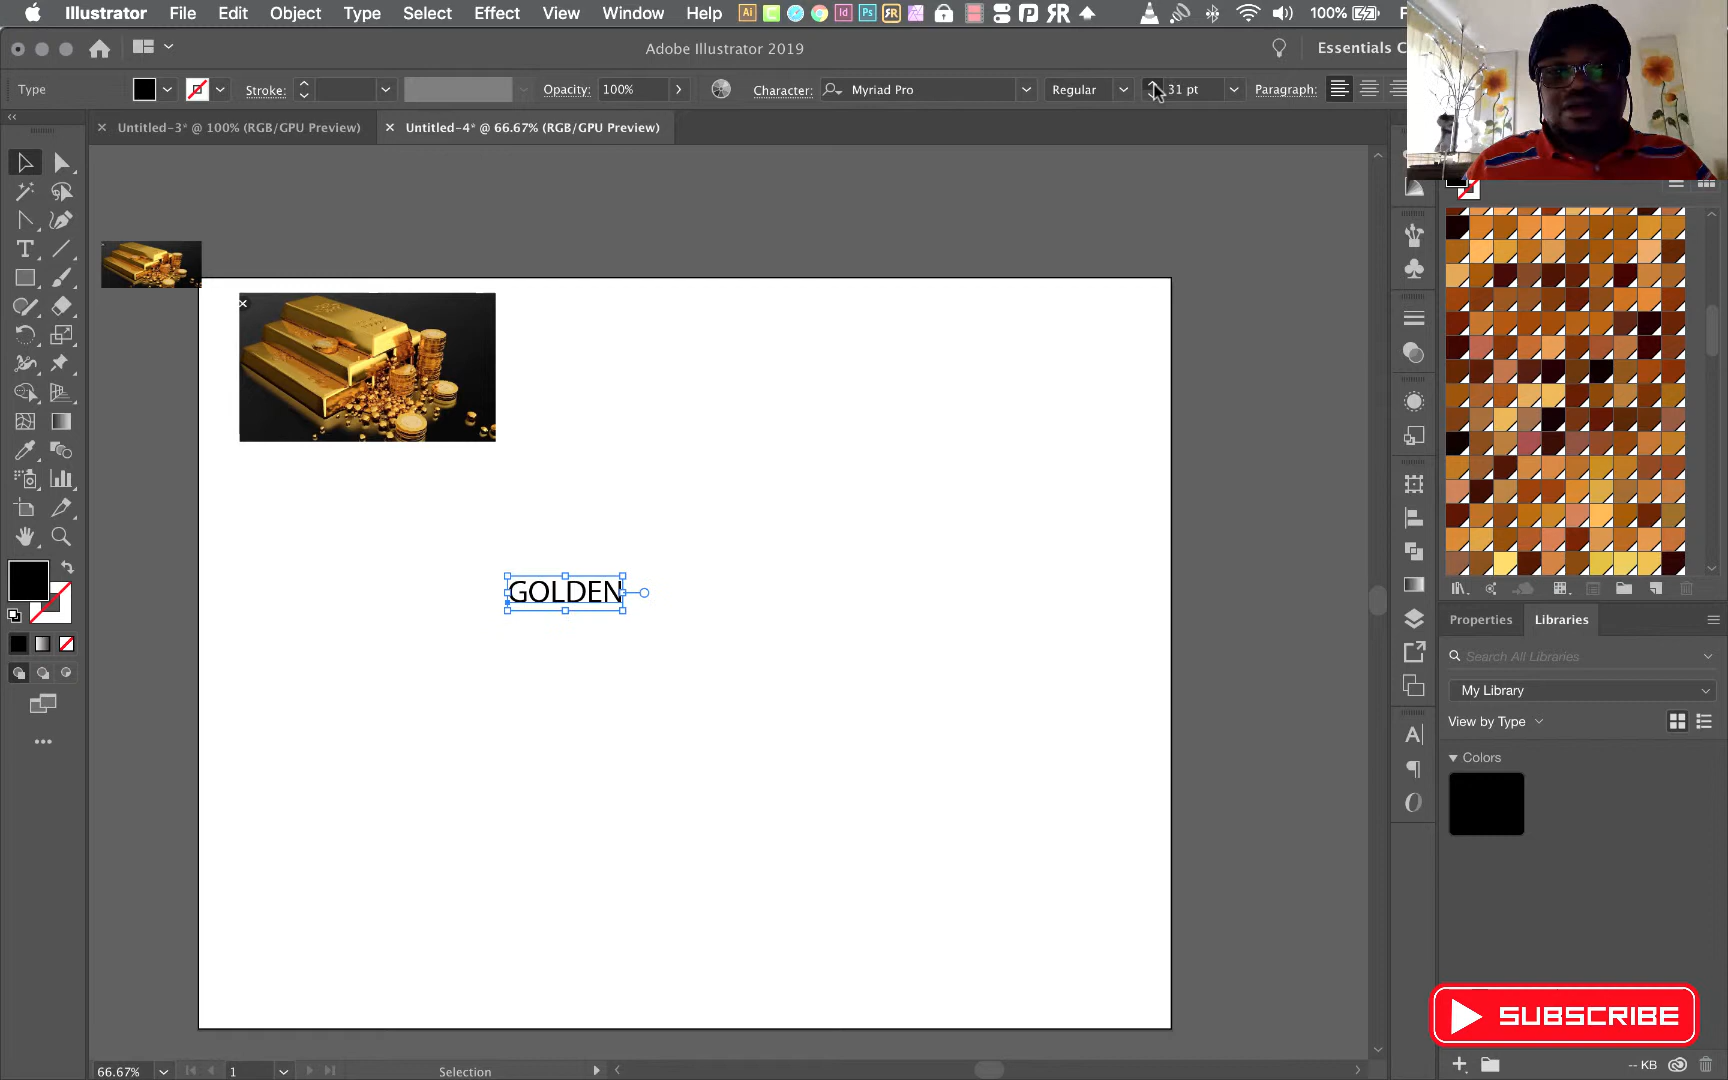 Illustrator File Edit Object Type Select Effect View Window Help 100%
Adobe Illustrator 2019
Essentials C
Type Stroke: Opacity: 100% Character: Myriad Pro Regular 31 pt Paragraph:
Untitled-3* @ 100% (RGB/GPU Preview) Untitled-4* @ 66.67% (RGB/GPU Preview)
GOLDEN
Properties Libraries
Search All Libraries
My Library
View by Type
Colors
SUBSCRIBE
-- KB
66.67% 1 Selection